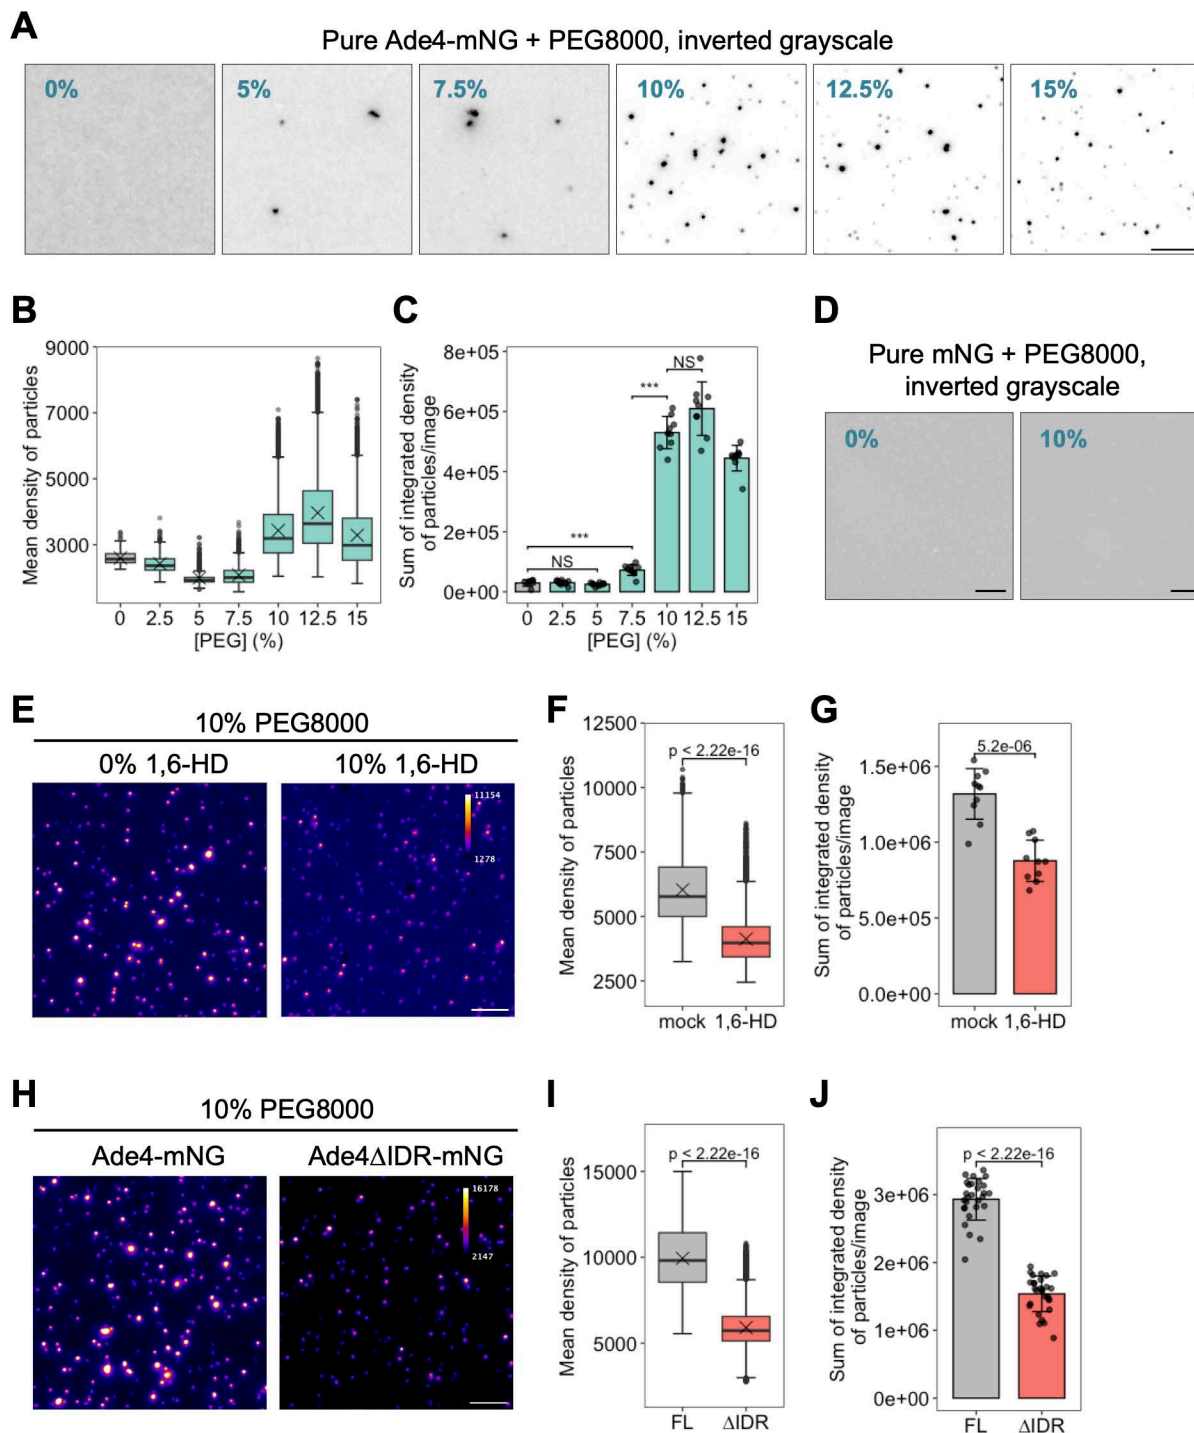 A
Pure Ade4-mNG + PEG8000, inverted grayscale
0%
5%
7.5%
10%
12.5%
15%
B
Mean density of particles
9000
7000
5000
3000
0 2.5 5 7.5 10 12.5 15
[PEG] (%)
C
Sum of integrated density
of particles/image
8e+05
6e+05
4e+05
2e+05
0e+00
***
NS
***
NS
0 2.5 5 7.5 10 12.5 15
[PEG] (%)
D
Pure mNG + PEG8000,
inverted grayscale
0%
10%
E
10% PEG8000
0% 1,6-HD
10% 1,6-HD
11154
1278
F
Mean density of particles
12500
10000
7500
5000
2500
p < 2.22e-16
mock 1,6-HD
G
Sum of integrated density
of particles/image
1.5e+06
1.0e+06
5.0e+05
0.0e+00
5.2e-06
mock 1,6-HD
H
10% PEG8000
Ade4-mNG
Ade4ΔIDR-mNG
16178
2147
I
Mean density of particles
15000
10000
5000
p < 2.22e-16
FL ΔIDR
J
Sum of integrated density
of particles/image
3e+06
2e+06
1e+06
0e+00
p < 2.22e-16
FL ΔIDR